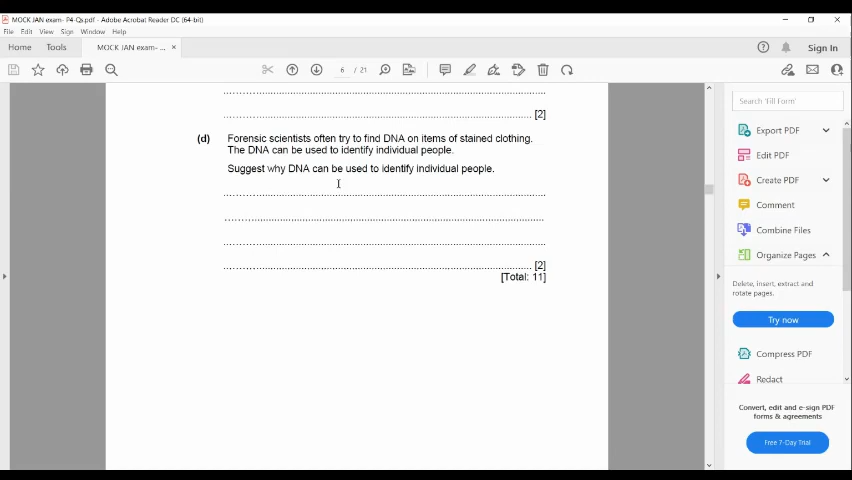 MOCK JAN exam- P4-Qs.pdf - Adobe Acrobat Reader DC (64-bit)
File Edit View Sign Window Help
Home Tools MOCK JAN exam- ... × Sign In
6 / 21
Search 'Fill Form'
[2]
(d) Forensic scientists often try to find DNA on items of stained clothing.
The DNA can be used to identify individual people.
Suggest why DNA can be used to identify individual people.
[2]
[Total: 11]
Export PDF
Edit PDF
Create PDF
Comment
Combine Files
Organize Pages
Delete, insert, extract and
rotate pages.
Try now
Compress PDF
Redact
Convert, edit and e-sign PDF
forms & agreements
Free 7-Day Trial